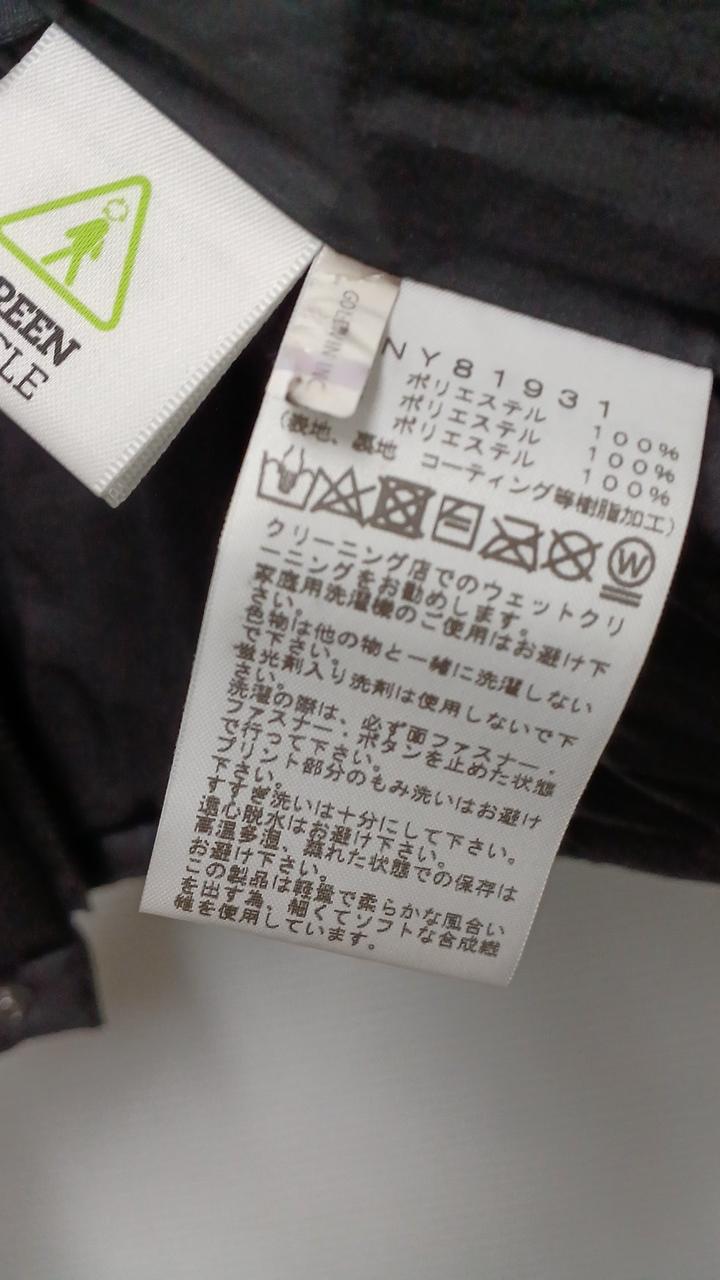 REEN
CLE
GOLDWIN INC.
NY81931
ポリエステル 100%
ポリエステル 100%
ポリエステル 100%
(表地、裏地 コーティング等樹脂加工)
W
クリーニング店でのウェットクリ
ーニングをお勧めします。
家庭用洗濯機のご使用はお避け下
さい。
色物は他の物と一緒に洗濯しない
で下さい。
蛍光剤入り洗剤は使用しないで下
さい。
洗濯の際は、必ず面ファスナー・
ファスナー・ボタンを止めた状態
で行って下さい。
プリント部分のもみ洗いはお避け
下さい。
すすぎ洗いは十分にして下さい。
遠心脱水はお避け下さい。
高温多湿、蒸れた状態での保存は
お避け下さい。
この製品は軽量で柔らかな風合い
を出す為、細くてソフトな合成繊
維を使用しています。